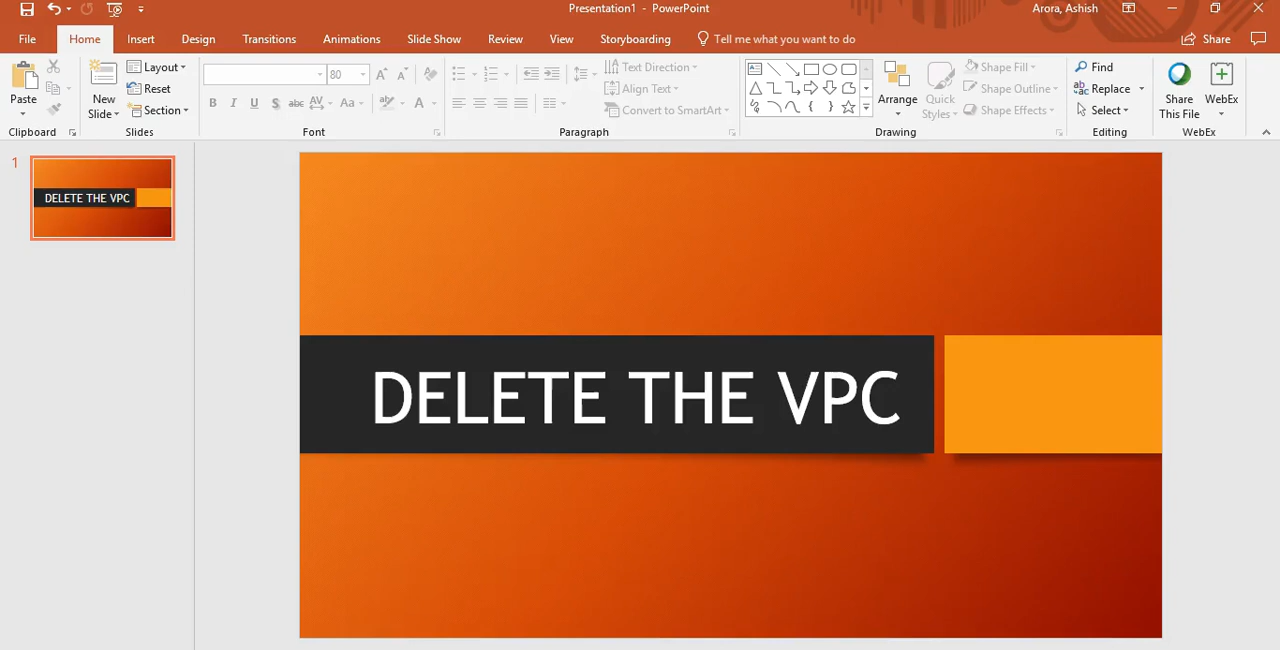 Presentation1 - PowerPoint
Arora, Ashish
File Home Insert Design Transitions Animations Slide Show Review View Storyboarding Tell me what you want to do Share
Paste
Clipboard
New Slide
Layout
Reset
Section
Slides
80
B I U S abc AV Aa A
Font
Text Direction
Align Text
Convert to SmartArt
Paragraph
Arrange
Quick Styles
Shape Fill
Shape Outline
Shape Effects
Drawing
Find
Replace
Select
Editing
Share This File
WebEx
WebEx
1
DELETE THE VPC
DELETE THE VPC